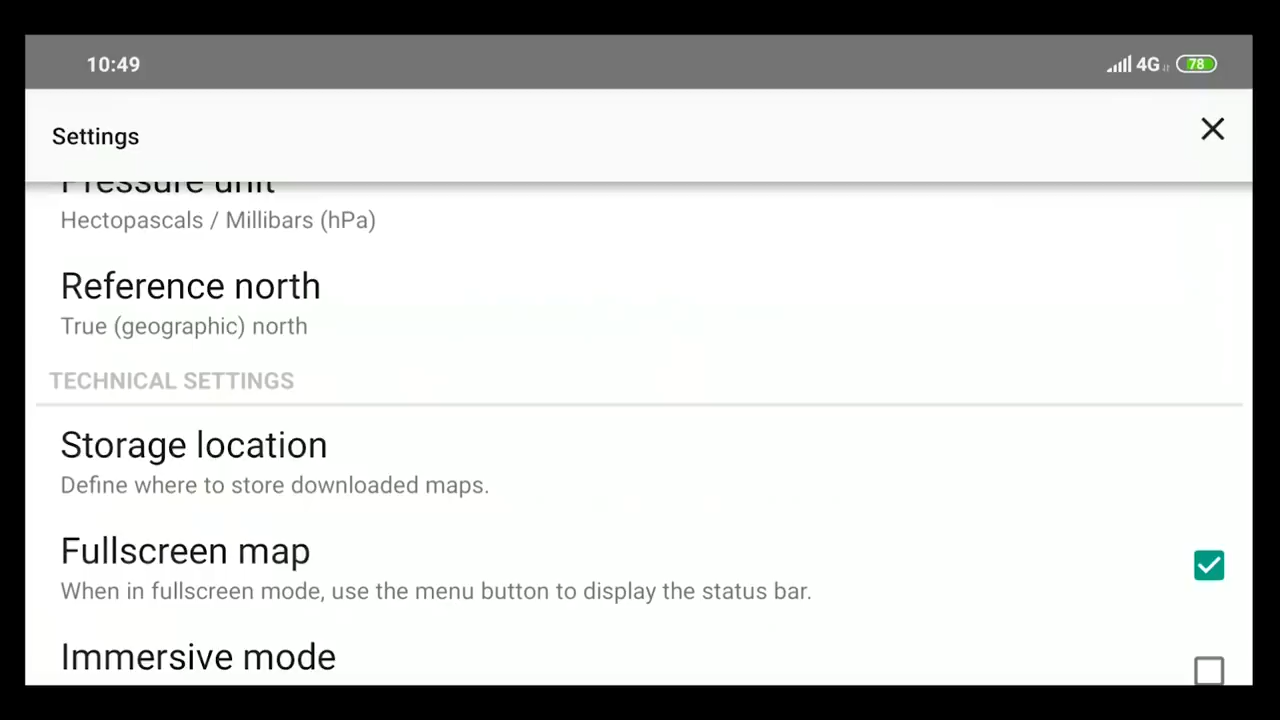 10:49
4G 78
Settings
Pressure unit
Hectopascals / Millibars (hPa)
Reference north
True (geographic) north
TECHNICAL SETTINGS
Storage location
Define where to store downloaded maps.
Fullscreen map
When in fullscreen mode, use the menu button to display the status bar.
Immersive mode